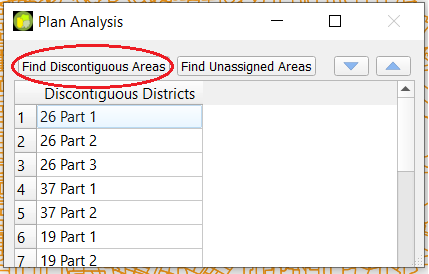 Plan Analysis
Find Discontiguous Areas Find Unassigned Areas
Discontiguous Districts
1 26 Part 1
2 26 Part 2
3 26 Part 3
4 37 Part 1
5 37 Part 2
6 19 Part 1
7 19 Part 2